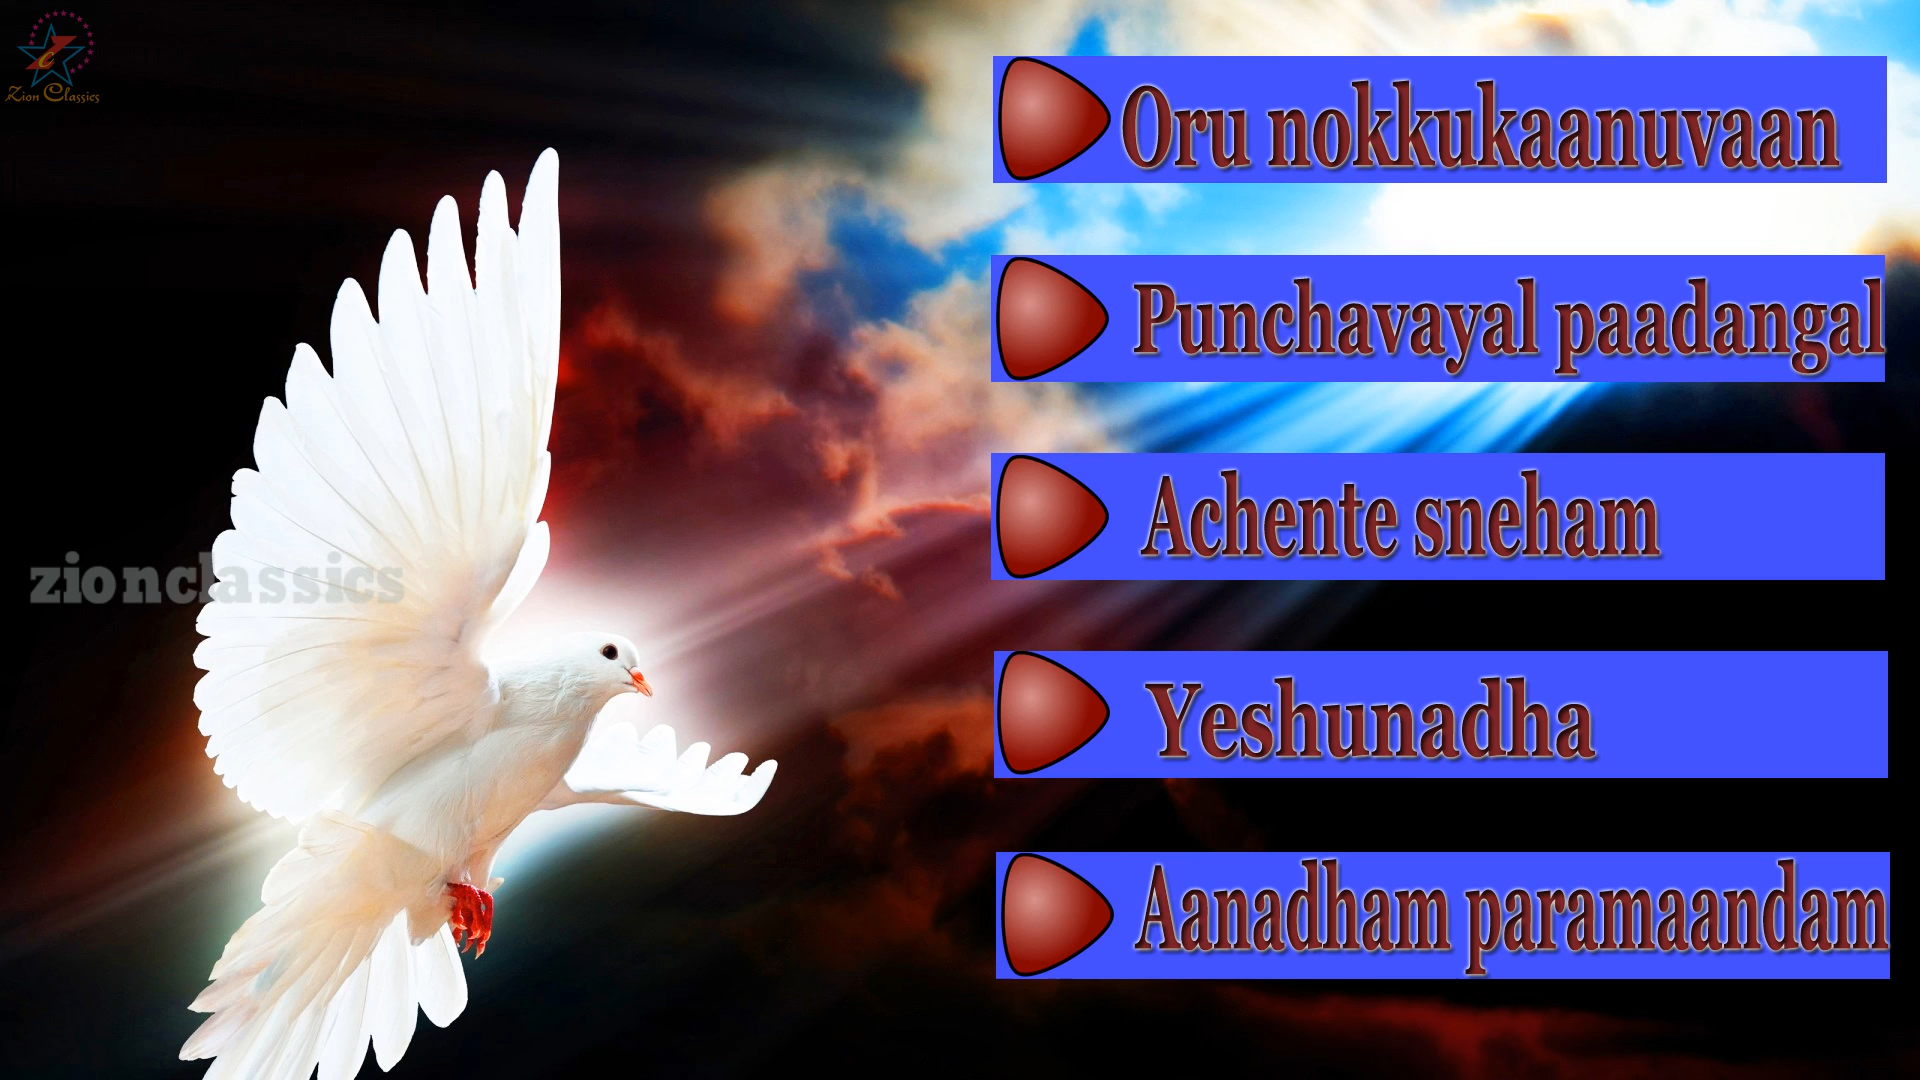 Zion Classics
Oru nokkukaanuvaan
Punchavayal paadangal
Achente sneham
zionclassics
Yeshunadha
Aanadham paramaandam